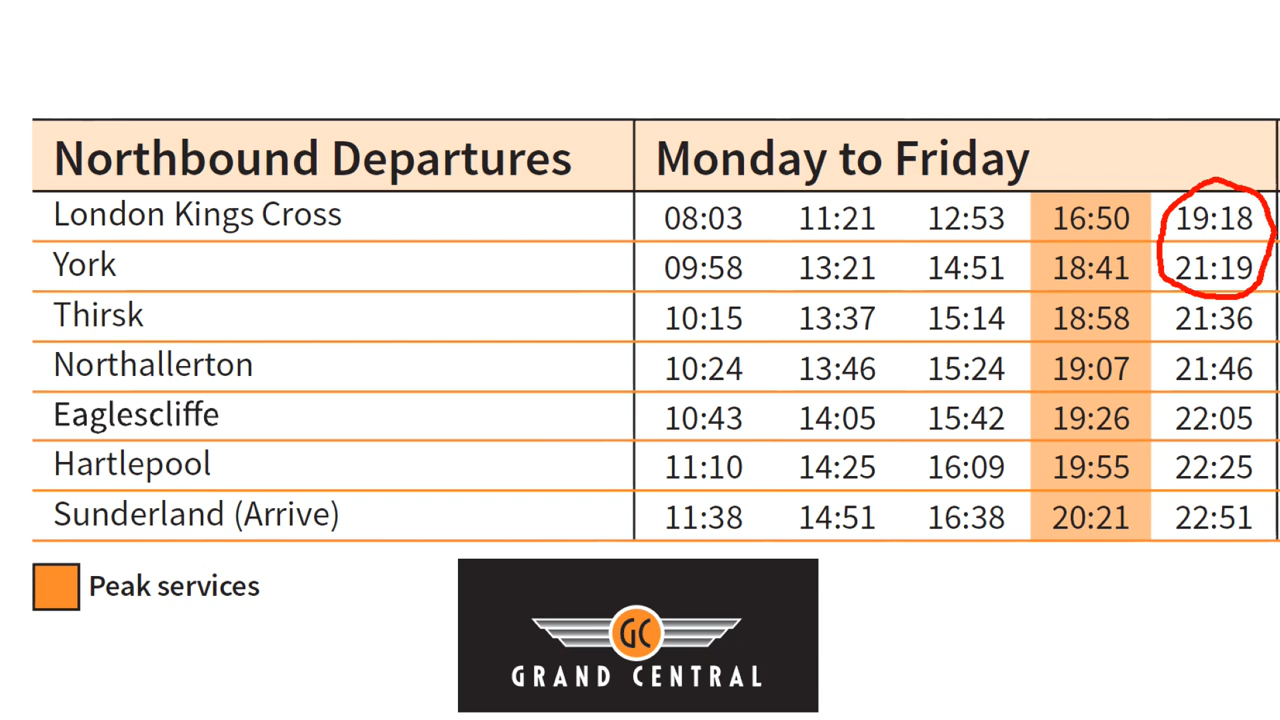 Northbound Departures Monday to Friday
London Kings Cross 08:03 11:21 12:53 16:50 19:18
York 09:58 13:21 14:51 18:41 21:19
Thirsk 10:15 13:37 15:14 18:58 21:36
Northallerton 10:24 13:46 15:24 19:07 21:46
Eaglescliffe 10:43 14:05 15:42 19:26 22:05
Hartlepool 11:10 14:25 16:09 19:55 22:25
Sunderland (Arrive) 11:38 14:51 16:38 20:21 22:51
Peak services
GC
GRAND CENTRAL